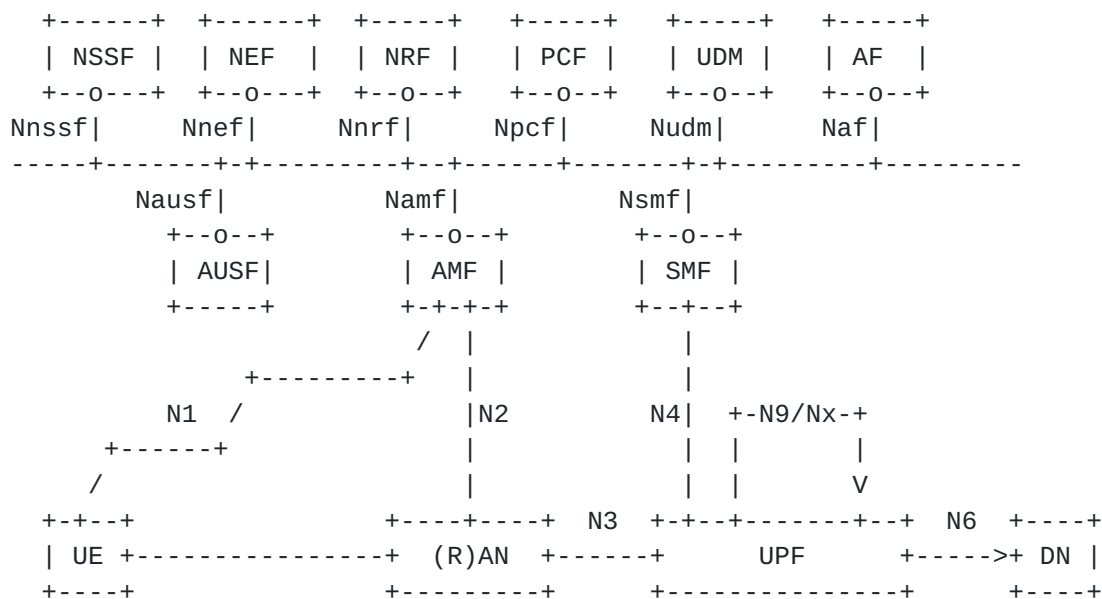 NSSF NEF NRF PCF UDM AF
Nnssf Nnef Nnrf Npcf Nudm Naf
Nausf Namf Nsmf
AUSF AMF SMF
N1 N2 N4 N9/Nx
N3 N6
UE (R)AN UPF DN